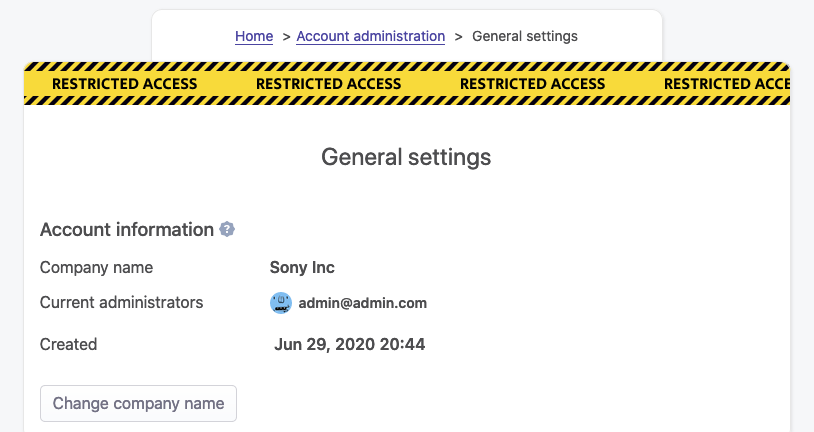 Home > Account administration > General settings
RESTRICTED ACCESS RESTRICTED ACCESS RESTRICTED ACCESS RESTRICTED ACCE
General settings
Account information ?
Company name Sony Inc
Current administrators admin@admin.com
Created Jun 29, 2020 20:44
Change company name